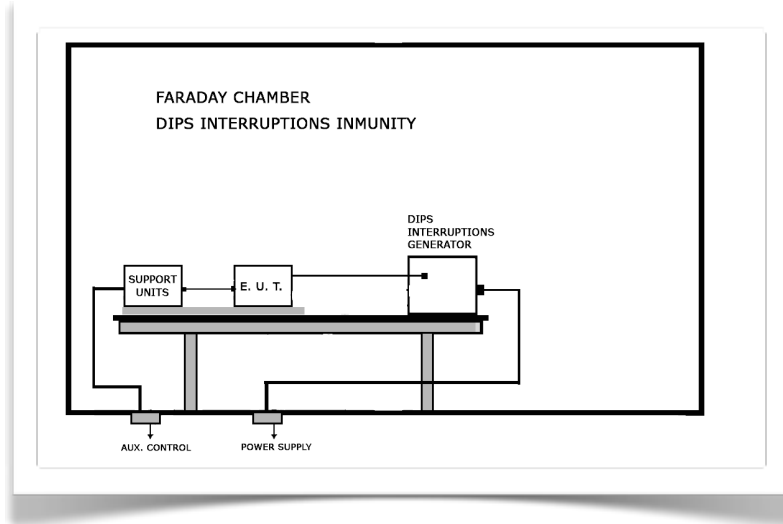 FARADAY CHAMBER
DIPS INTERRUPTIONS INMUNITY
DIPS
INTERRUPTIONS
GENERATOR
SUPPORT
UNITS
E. U. T.
AUX. CONTROL
POWER SUPPLY